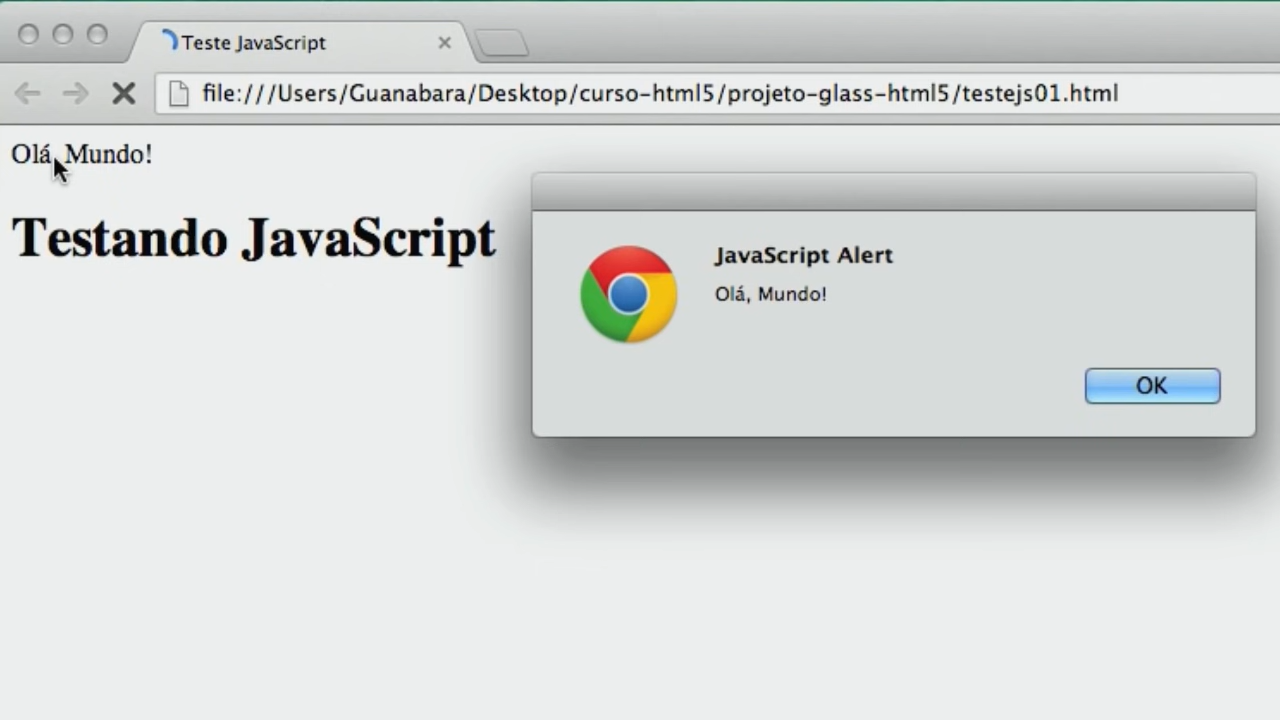 Teste JavaScript
file:///Users/Guanabara/Desktop/curso-html5/projeto-glass-html5/testejs01.html
Olá, Mundo!
Testando JavaScript
JavaScript Alert
Olá, Mundo!
OK